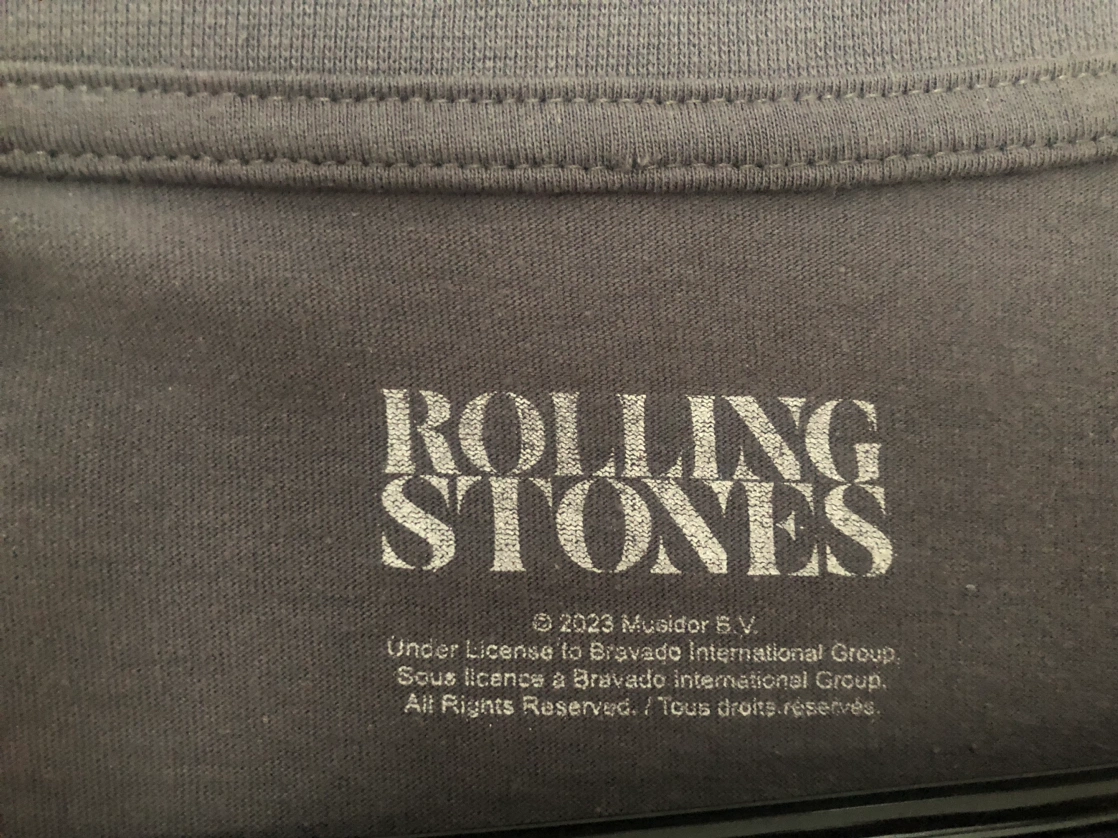 ROLLING
STONES
© 2023 Musidor B.V.
Under License to Bravado International Group.
Sous licence à Bravado International Group.
All Rights Reserved. / Tous droits réservés.